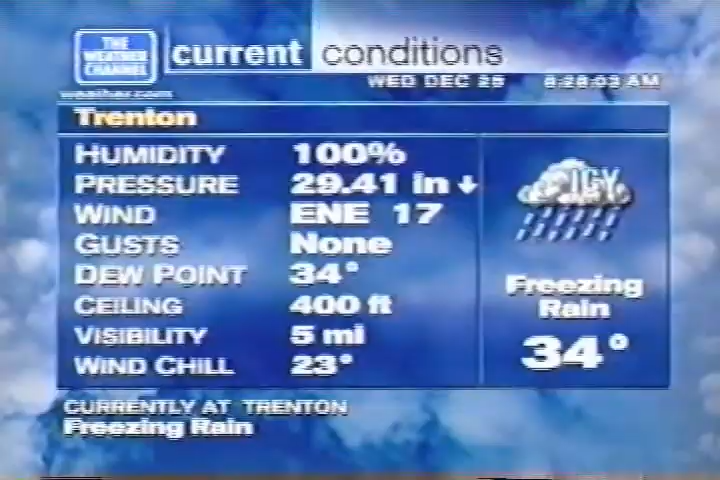 THE
WEATHER
CHANNEL
current conditions
weather.com
WED DEC 25 8:28:03 AM
Trenton
HUMIDITY 100%
PRESSURE 29.41 in ↓
WIND ENE 17
GUSTS None
DEW POINT 34°
CEILING 400 ft
VISIBILITY 5 mi
WIND CHILL 23°
ICY
Freezing
Rain
34°
CURRENTLY AT TRENTON
Freezing Rain